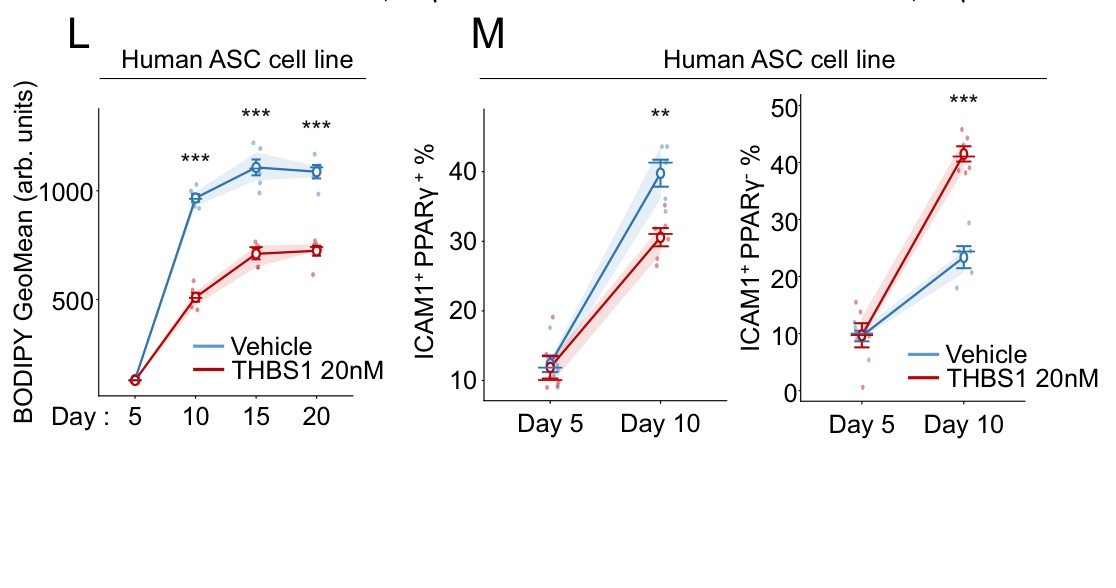 L
Human ASC cell line
BODIPY GeoMean (arb. units)
1000
500
***
***
***
Vehicle
THBS1 20nM
Day : 5 10 15 20
M
Human ASC cell line
ICAM1⁺ PPARγ⁺ %
40
30
20
10
**
Day 5 Day 10
ICAM1⁺ PPARγ⁻ %
50
40
30
20
10
0
***
Vehicle
THBS1 20nM
Day 5 Day 10